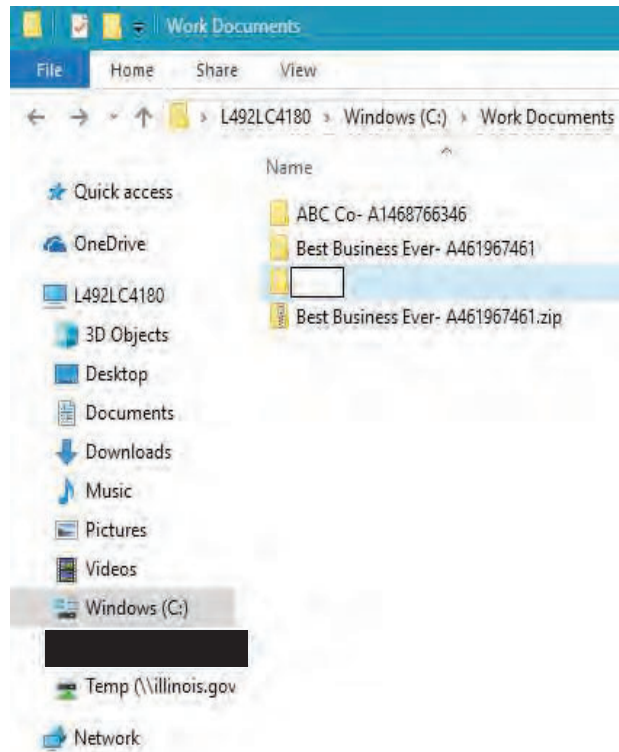 Work Documents
File Home Share View
L492LC4180 › Windows (C:) › Work Documents
Name
Quick access
OneDrive
L492LC4180
3D Objects
Desktop
Documents
Downloads
Music
Pictures
Videos
Windows (C:)
Temp (\\illinois.gov
Network
ABC Co- A1468766346
Best Business Ever- A461967461
Best Business Ever- A461967461.zip